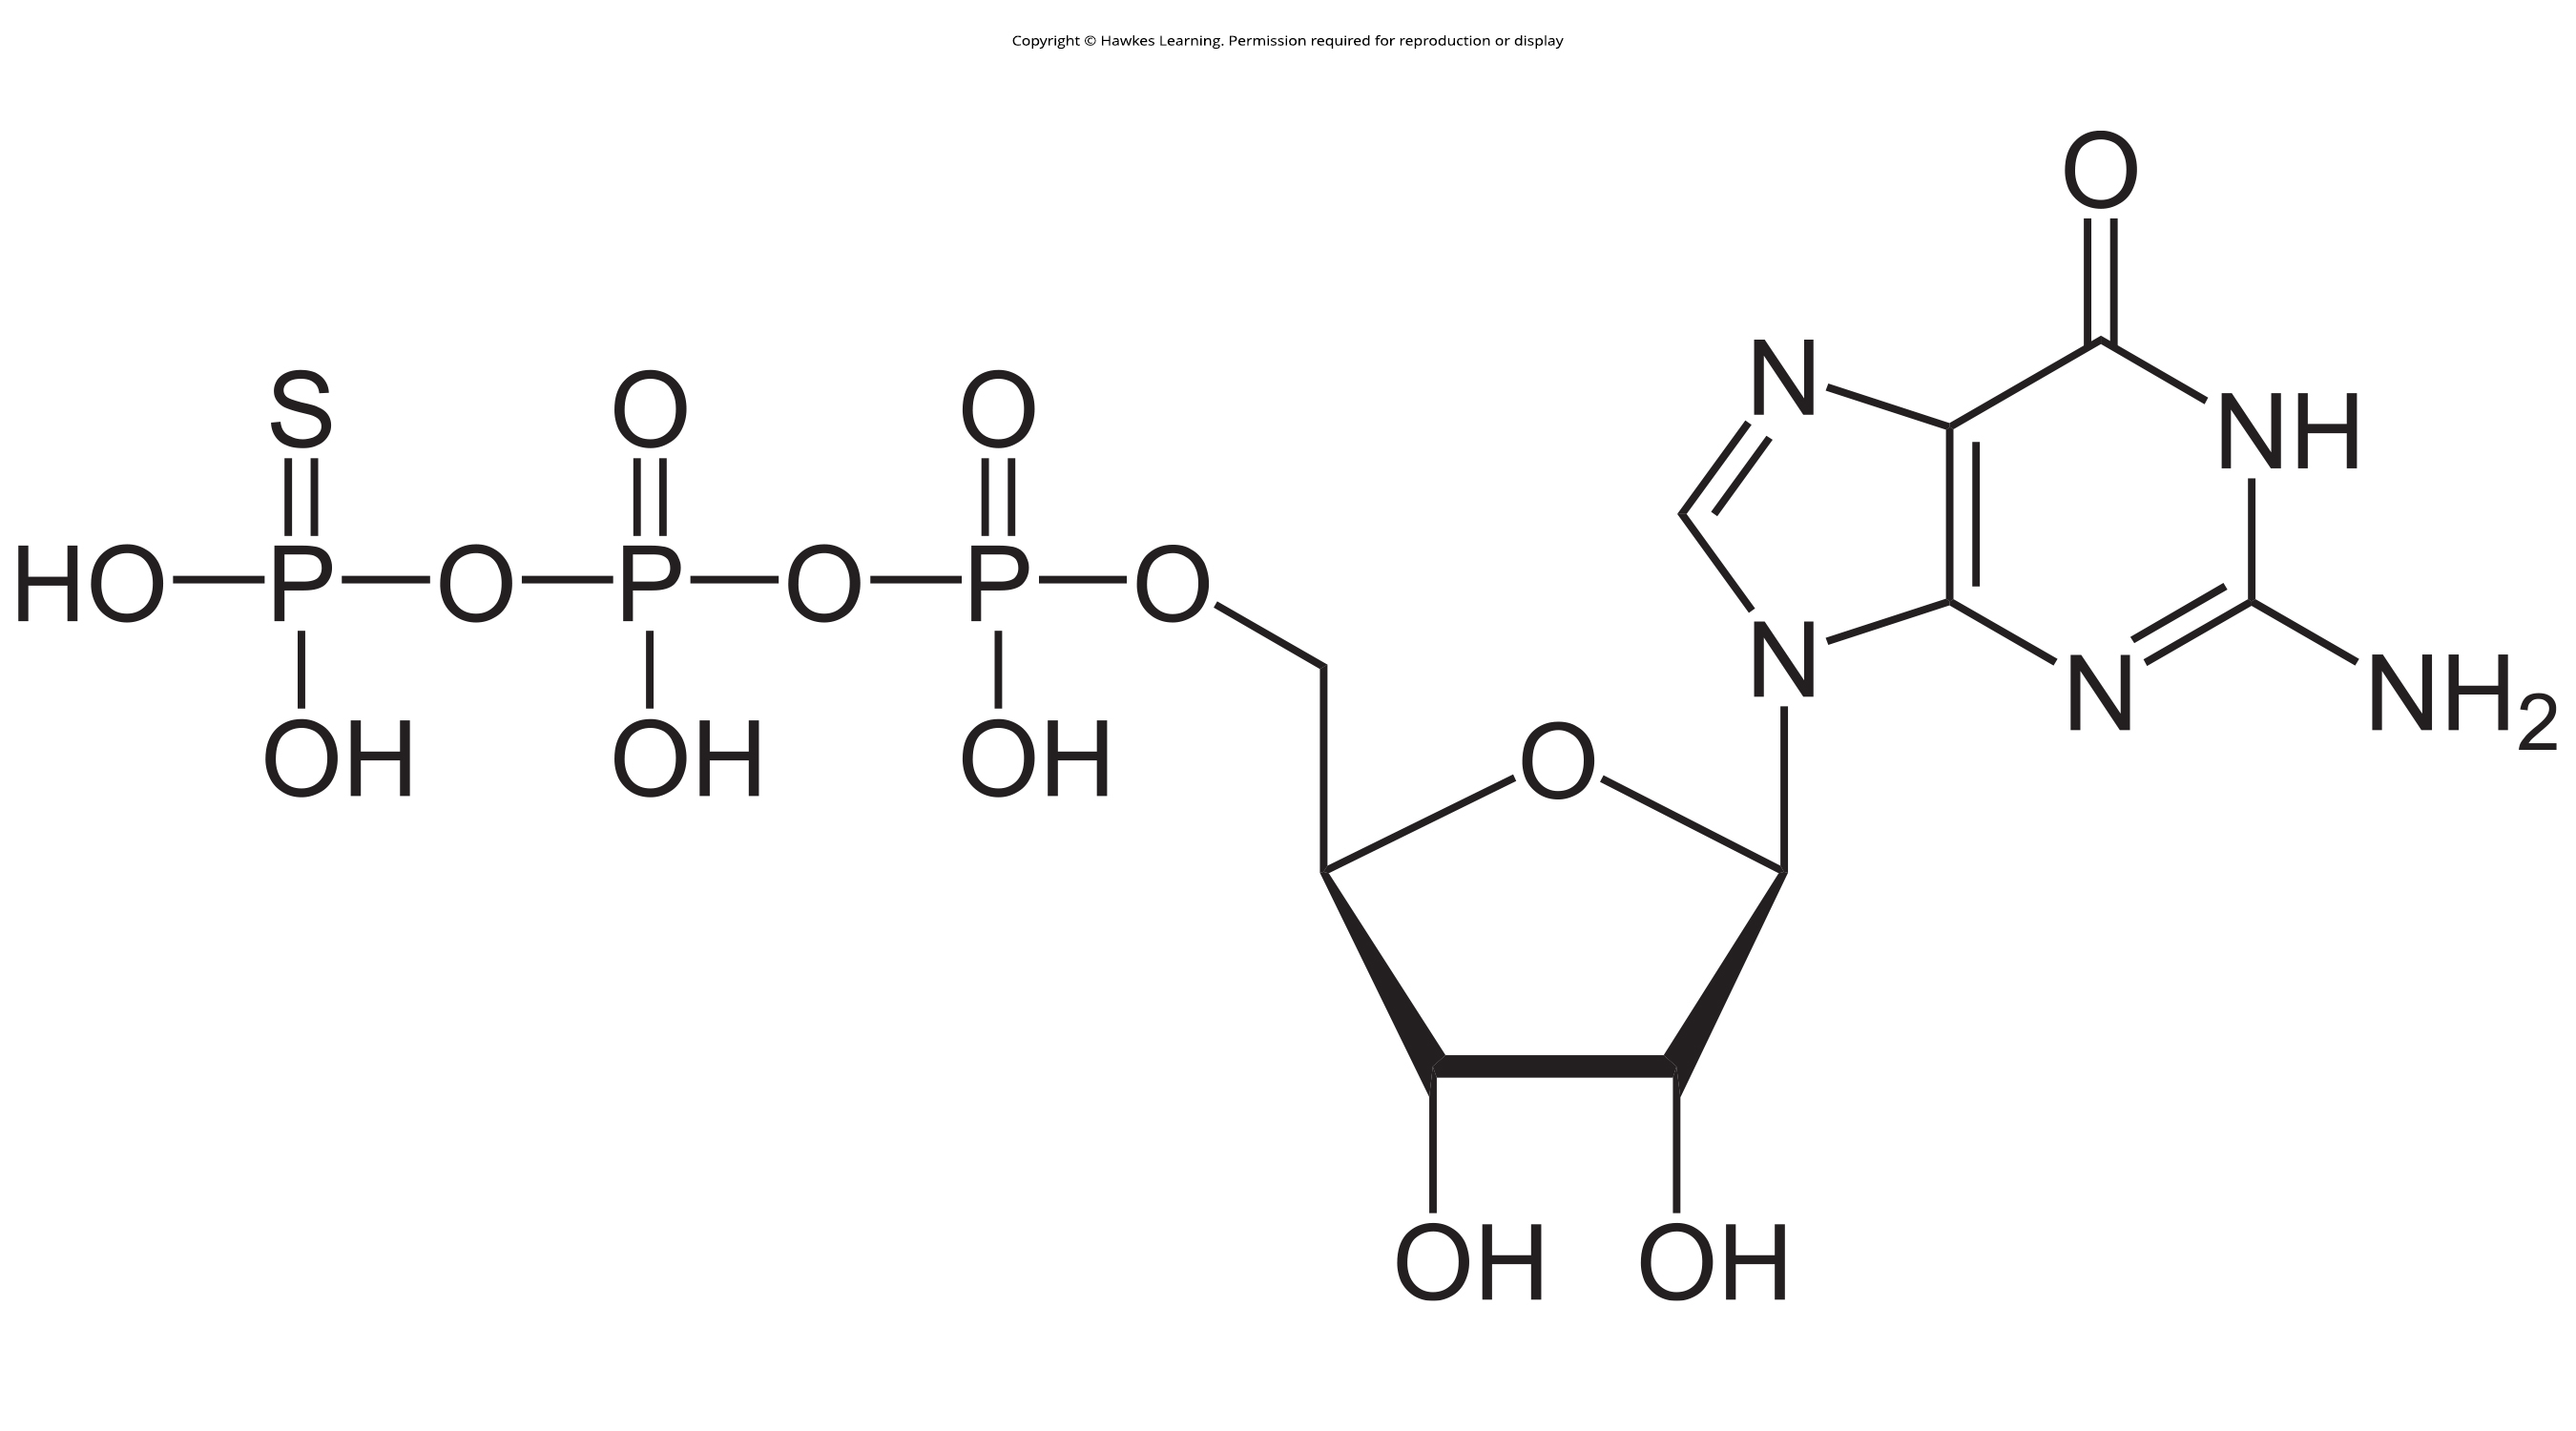 Copyright © Hawkes Learning. Permission required for reproduction or display
O
N
NH
S O O
HO P O P O P O
N
N
NH2
OH OH OH
O
OH OH